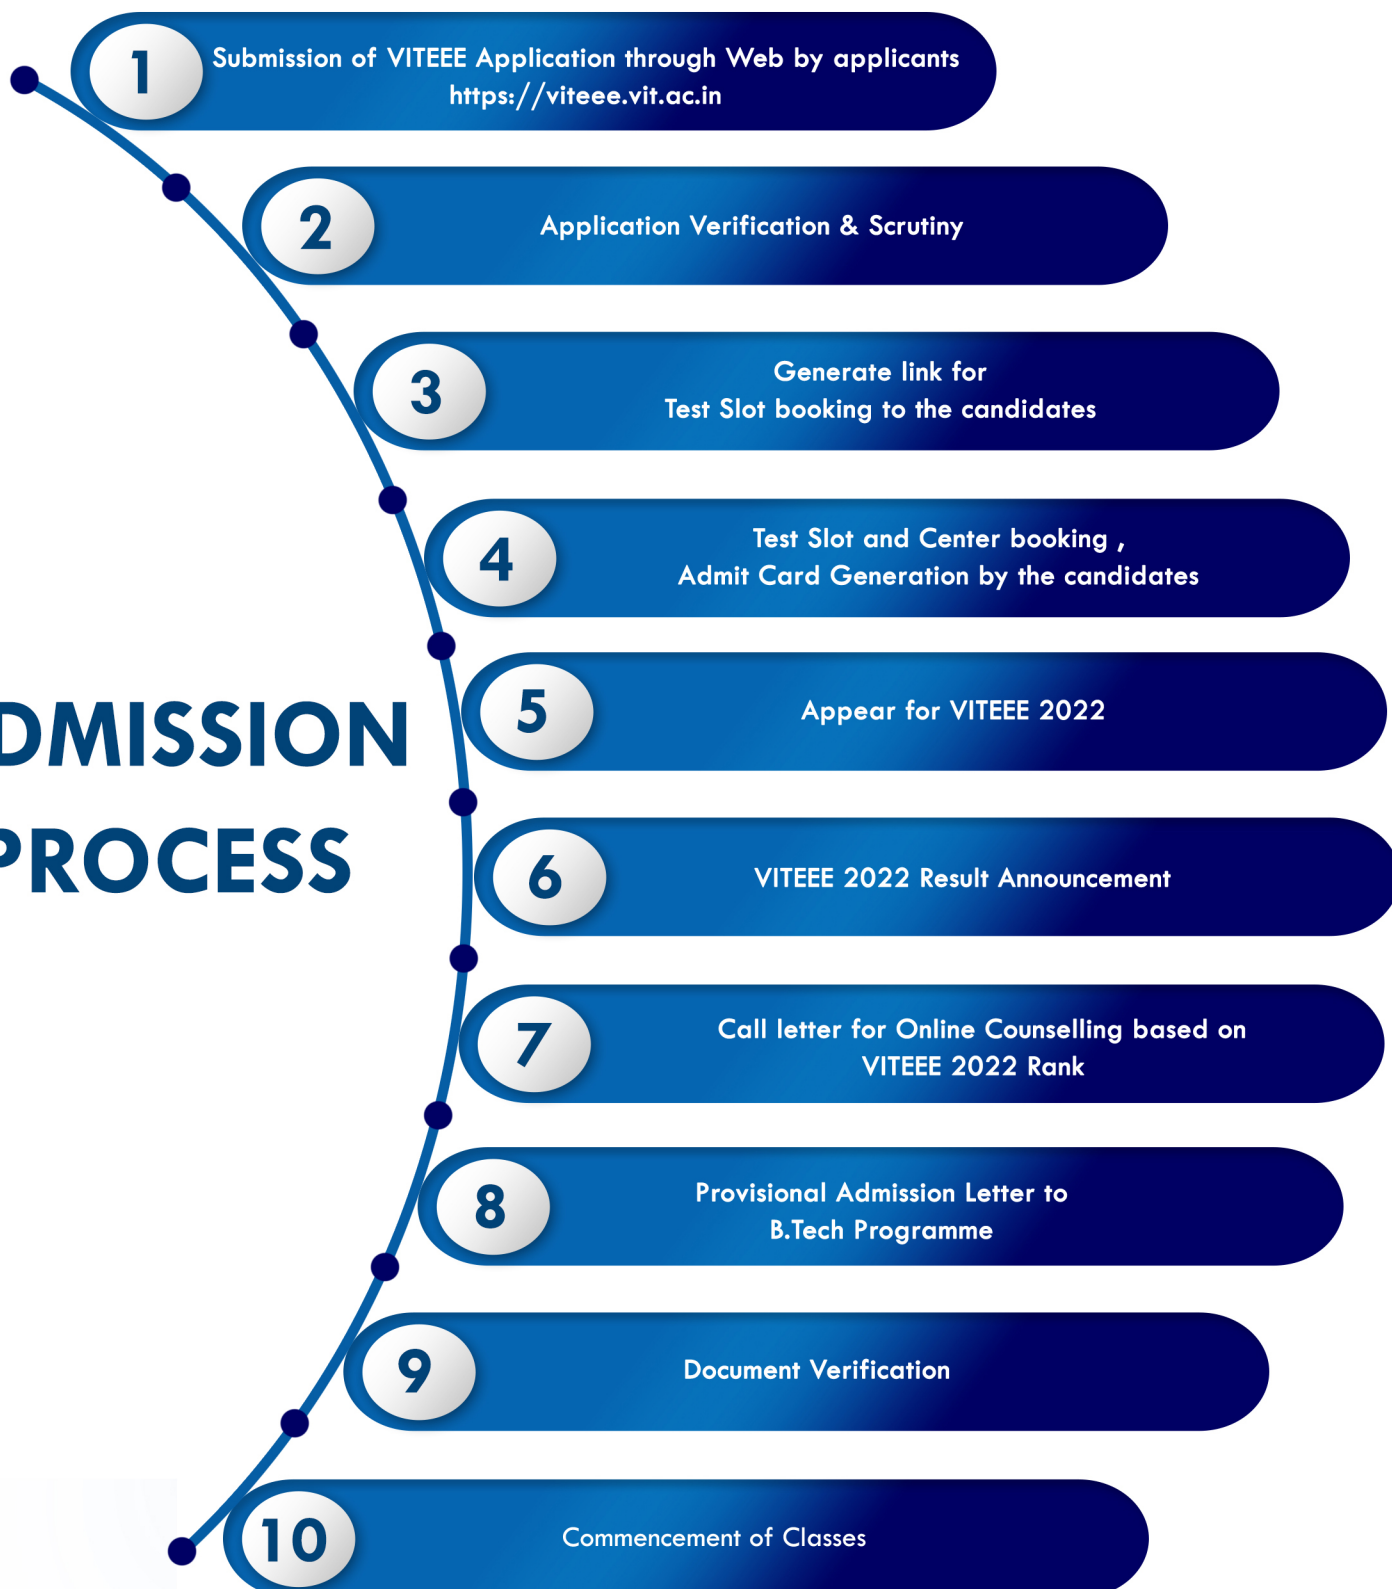 1
Submission of VITEEE Application through Web by applicants
https://viteee.vit.ac.in
2
Application Verification & Scrutiny
3
Generate link for
Test Slot booking to the candidates
4
Test Slot and Center booking ,
Admit Card Generation by the candidates
5
Appear for VITEEE 2022
DMISSION
PROCESS
6
VITEEE 2022 Result Announcement
7
Call letter for Online Counselling based on
VITEEE 2022 Rank
8
Provisional Admission Letter to
B.Tech Programme
9
Document Verification
10
Commencement of Classes